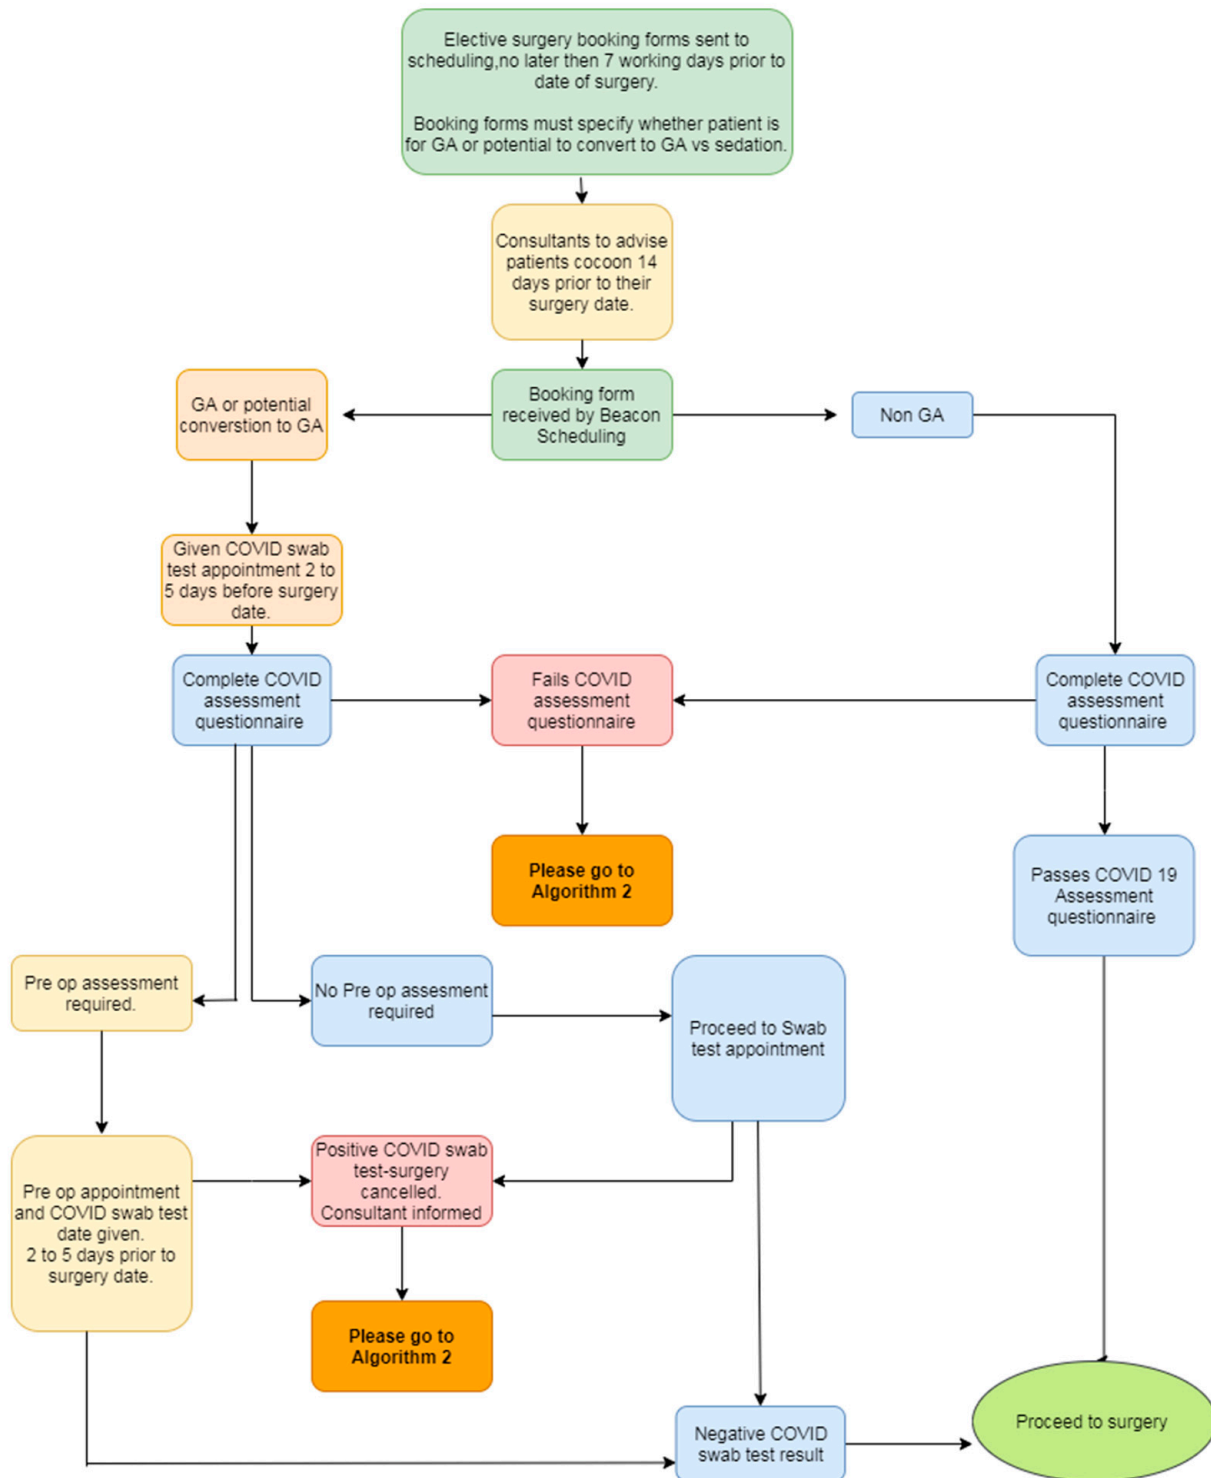 Elective surgery booking forms sent to
scheduling,no later then 7 working days prior to
date of surgery.
Booking forms must specify whether patient is
for GA or potential to convert to GA vs sedation.
Consultants to advise
patients cocoon 14
days prior to their
surgery date.
GA or potential
converstion to GA
Booking form
received by Beacon
Scheduling
Non GA
Given COVID swab
test appointment 2 to
5 days before surgery
date.
Complete COVID
assessment
questionnaire
Fails COVID
assessment
questionnaire
Complete COVID
assessment
questionnaire
Please go to
Algorithm 2
Passes COVID 19
Assessment
questionnaire
Pre op assessment
required.
No Pre op assesment
required
Proceed to Swab
test appointment
Pre op appointment
and COVID swab test
date given.
2 to 5 days prior to
surgery date.
Positive COVID swab
test-surgery
cancelled.
Consultant informed
Please go to
Algorithm 2
Negative COVID
swab test result
Proceed to surgery